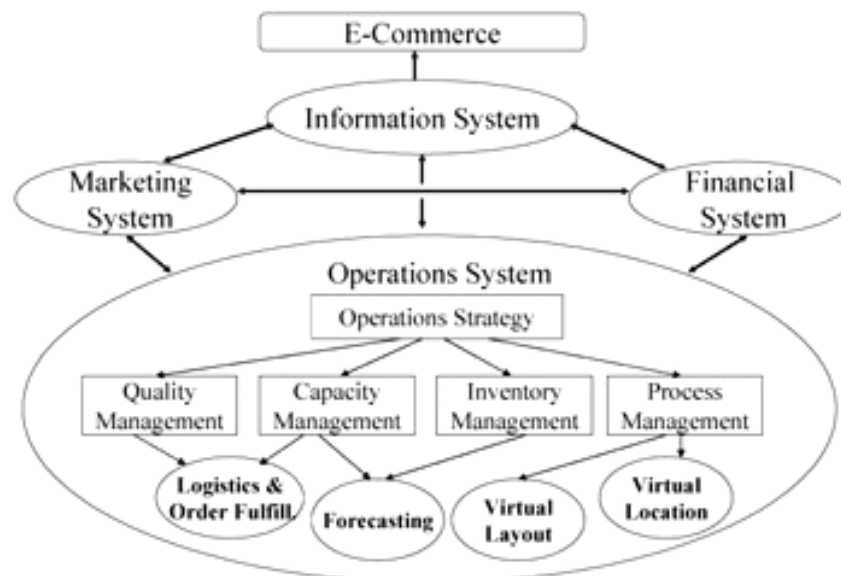 E-Commerce
Information System
Marketing
System
Financial
System
Operations System
Operations Strategy
Quality
Management
Capacity
Management
Inventory
Management
Process
Management
Logistics &
Order Fulfill.
Forecasting
Virtual
Layout
Virtual
Location